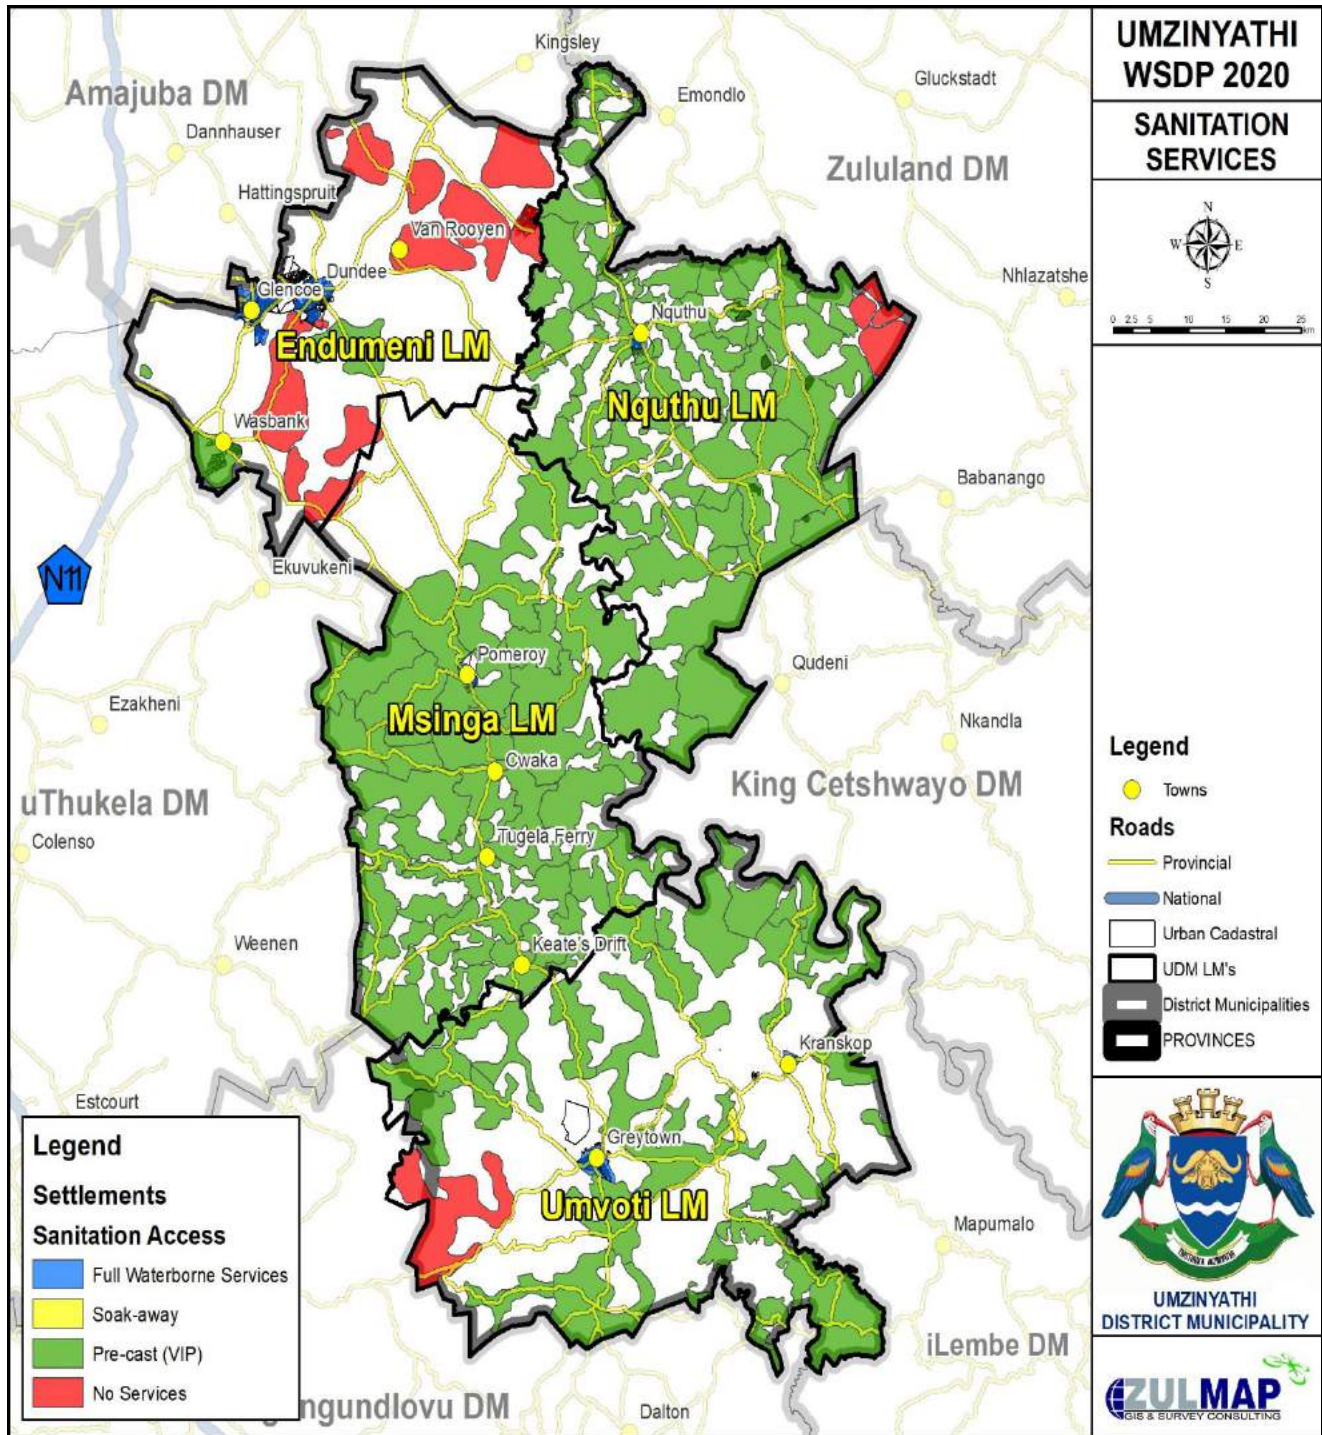 UMZINYATHI
WSDP 2020
SANITATION
SERVICES
N
W E
S
0 2.5 5 10 15 20 25
km
Kingsley
Gluckstadt
Amajuba DM
Emondlo
Dannhauser
Zululand DM
Hattingspruit
Van Rooyen
Nhlazatshe
Dundee
Glencoe
Nquthu
Endumeni LM
Nquthu LM
Wasbank
Babanango
N11
Ekuvukeni
Pomeroy
Qudeni
Ezakheni
Msinga LM
Nkandla
Cwaka
King Cetshwayo DM
uThukela DM
Colenso
Tugela Ferry
Weenen
Keate's Drift
Kranskop
Estcourt
Greytown
Umvoti LM
Mapumalo
iLembe DM
gungundlovu DM
Dalton
Legend
Settlements
Sanitation Access
Full Waterborne Services
Soak-away
Pre-cast (VIP)
No Services
Legend
Towns
Roads
Provincial
National
Urban Cadastral
UDM LM's
District Municipalities
PROVINCES
UMZINYATHI
DISTRICT MUNICIPALITY
ZULMAP
GIS & SURVEY CONSULTING